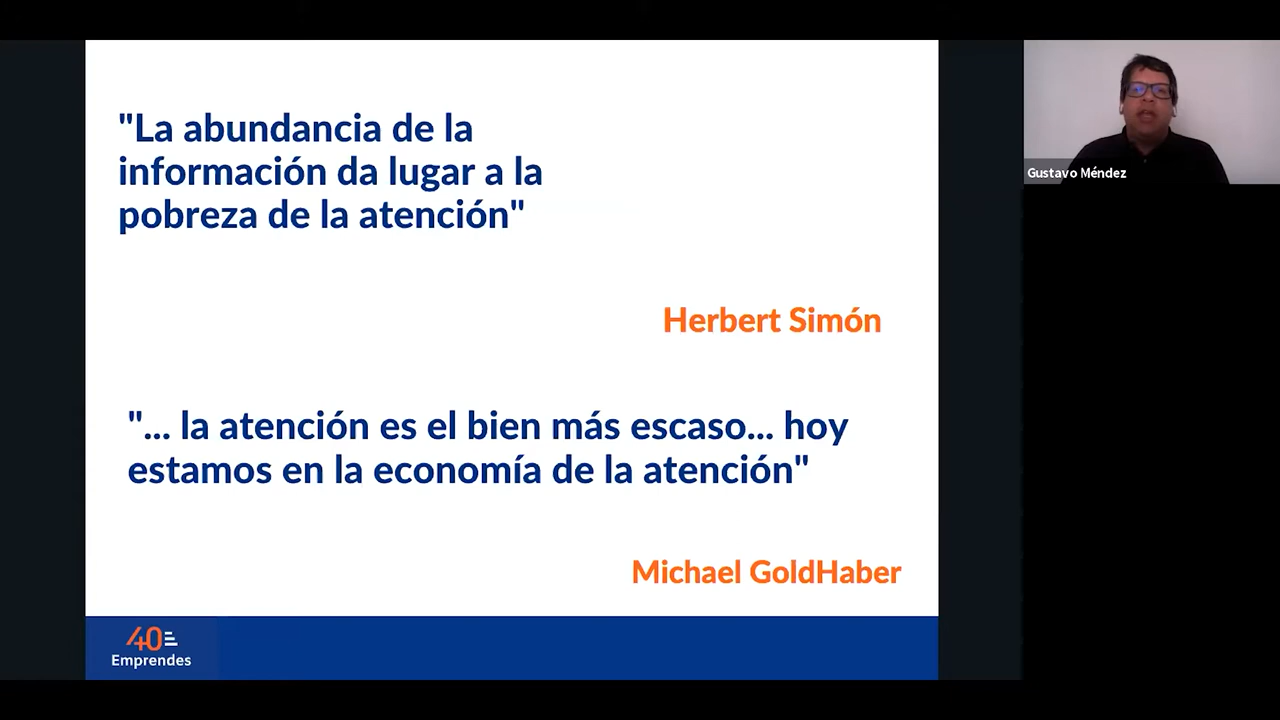 "La abundancia de la
información da lugar a la
pobreza de la atención"
Herbert Simón
"... la atención es el bien más escaso... hoy
estamos en la economía de la atención"
Michael GoldHaber
40
Emprendes
Gustavo Méndez